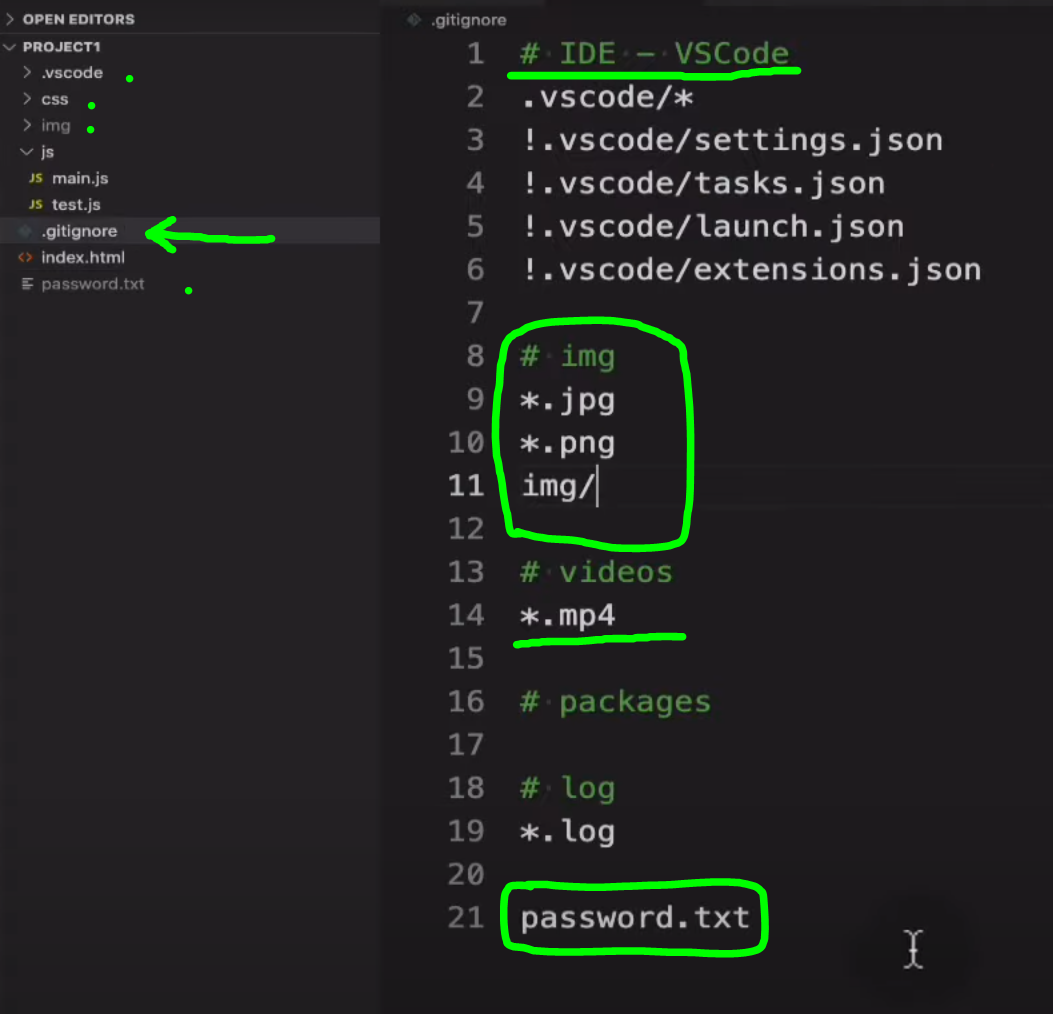 OPEN EDITORS
PROJECT1
.vscode
css
img
js
JS main.js
JS test.js
.gitignore
<> index.html
password.txt
.gitignore
1 # IDE - VSCode
2 .vscode/*
3 !.vscode/settings.json
4 !.vscode/tasks.json
5 !.vscode/launch.json
6 !.vscode/extensions.json
7
8 # img
9 *.jpg
10 *.png
11 img/
12
13 # videos
14 *.mp4
15
16 # packages
17
18 # log
19 *.log
20
21 password.txt